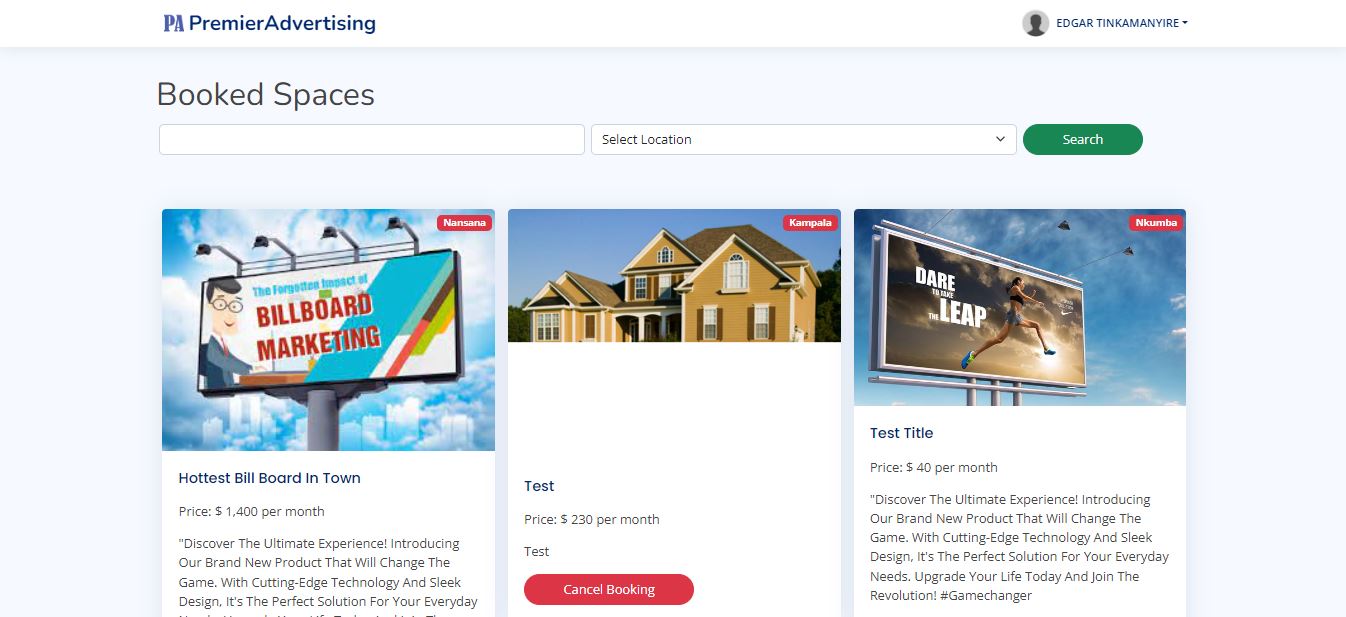 PA PremierAdvertising
EDGAR TINKAMANYIRE
Booked Spaces
Select Location
Search
Nansana
The Forgotten Impact of
BILLBOARD
MARKETING
Hottest Bill Board In Town
Price: $ 1,400 per month
"Discover The Ultimate Experience! Introducing
Our Brand New Product That Will Change The
Game. With Cutting-Edge Technology And Sleek
Design, It's The Perfect Solution For Your Everyday
Kampala
Test
Price: $ 230 per month
Test
Cancel Booking
Nkumba
DARE
TO TAKE
THE LEAP
Test Title
Price: $ 40 per month
"Discover The Ultimate Experience! Introducing
Our Brand New Product That Will Change The
Game. With Cutting-Edge Technology And Sleek
Design, It's The Perfect Solution For Your Everyday
Needs. Upgrade Your Life Today And Join The
Revolution! #Gamechanger